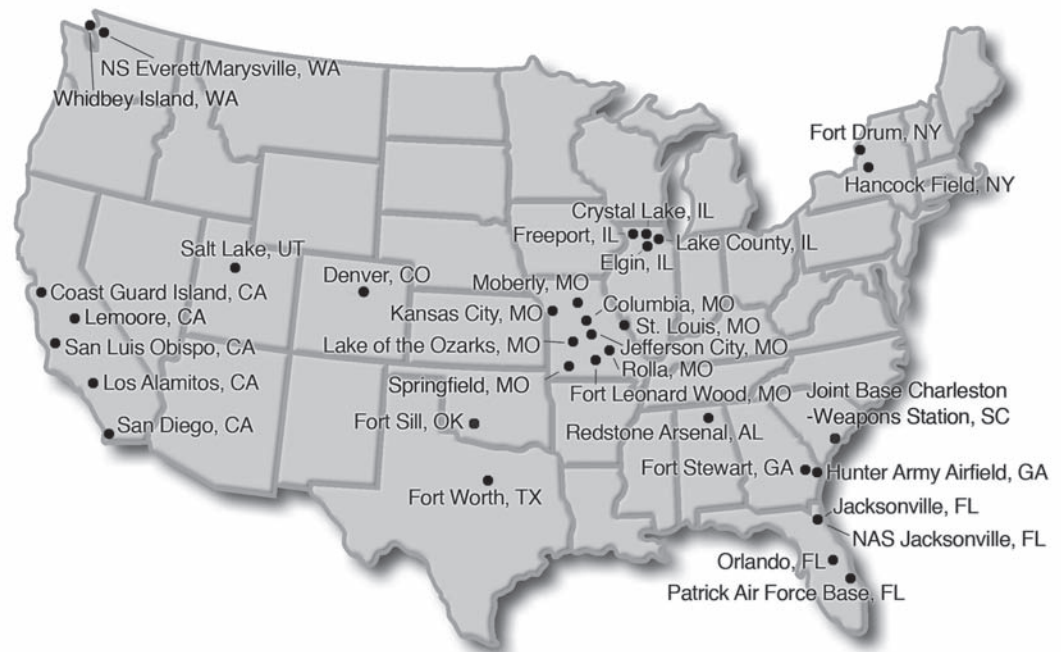 NS Everett/Marysville, WA
Whidbey Island, WA
Fort Drum, NY
Hancock Field, NY
Crystal Lake, IL
Freeport, IL
Lake County, IL
Elgin, IL
Salt Lake, UT
Denver, CO
Moberly, MO
Coast Guard Island, CA
Columbia, MO
Kansas City, MO
Lemoore, CA
St. Louis, MO
San Luis Obispo, CA
Lake of the Ozarks, MO
Jefferson City, MO
Rolla, MO
Los Alamitos, CA
Springfield, MO
Fort Leonard Wood, MO
Joint Base Charleston
-Weapons Station, SC
San Diego, CA
Fort Sill, OK
Redstone Arsenal, AL
Fort Stewart, GA
Hunter Army Airfield, GA
Fort Worth, TX
Jacksonville, FL
NAS Jacksonville, FL
Orlando, FL
Patrick Air Force Base, FL